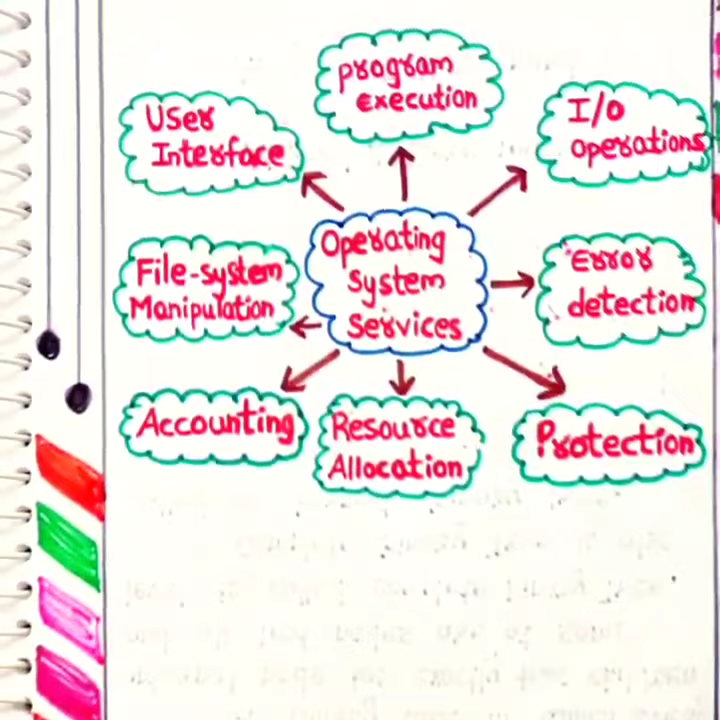 program
execution
User
Interface
I/O
operations
Operating
System
Services
File-system
Manipulation
Error
detection
Accounting
Resource
Allocation
Protection